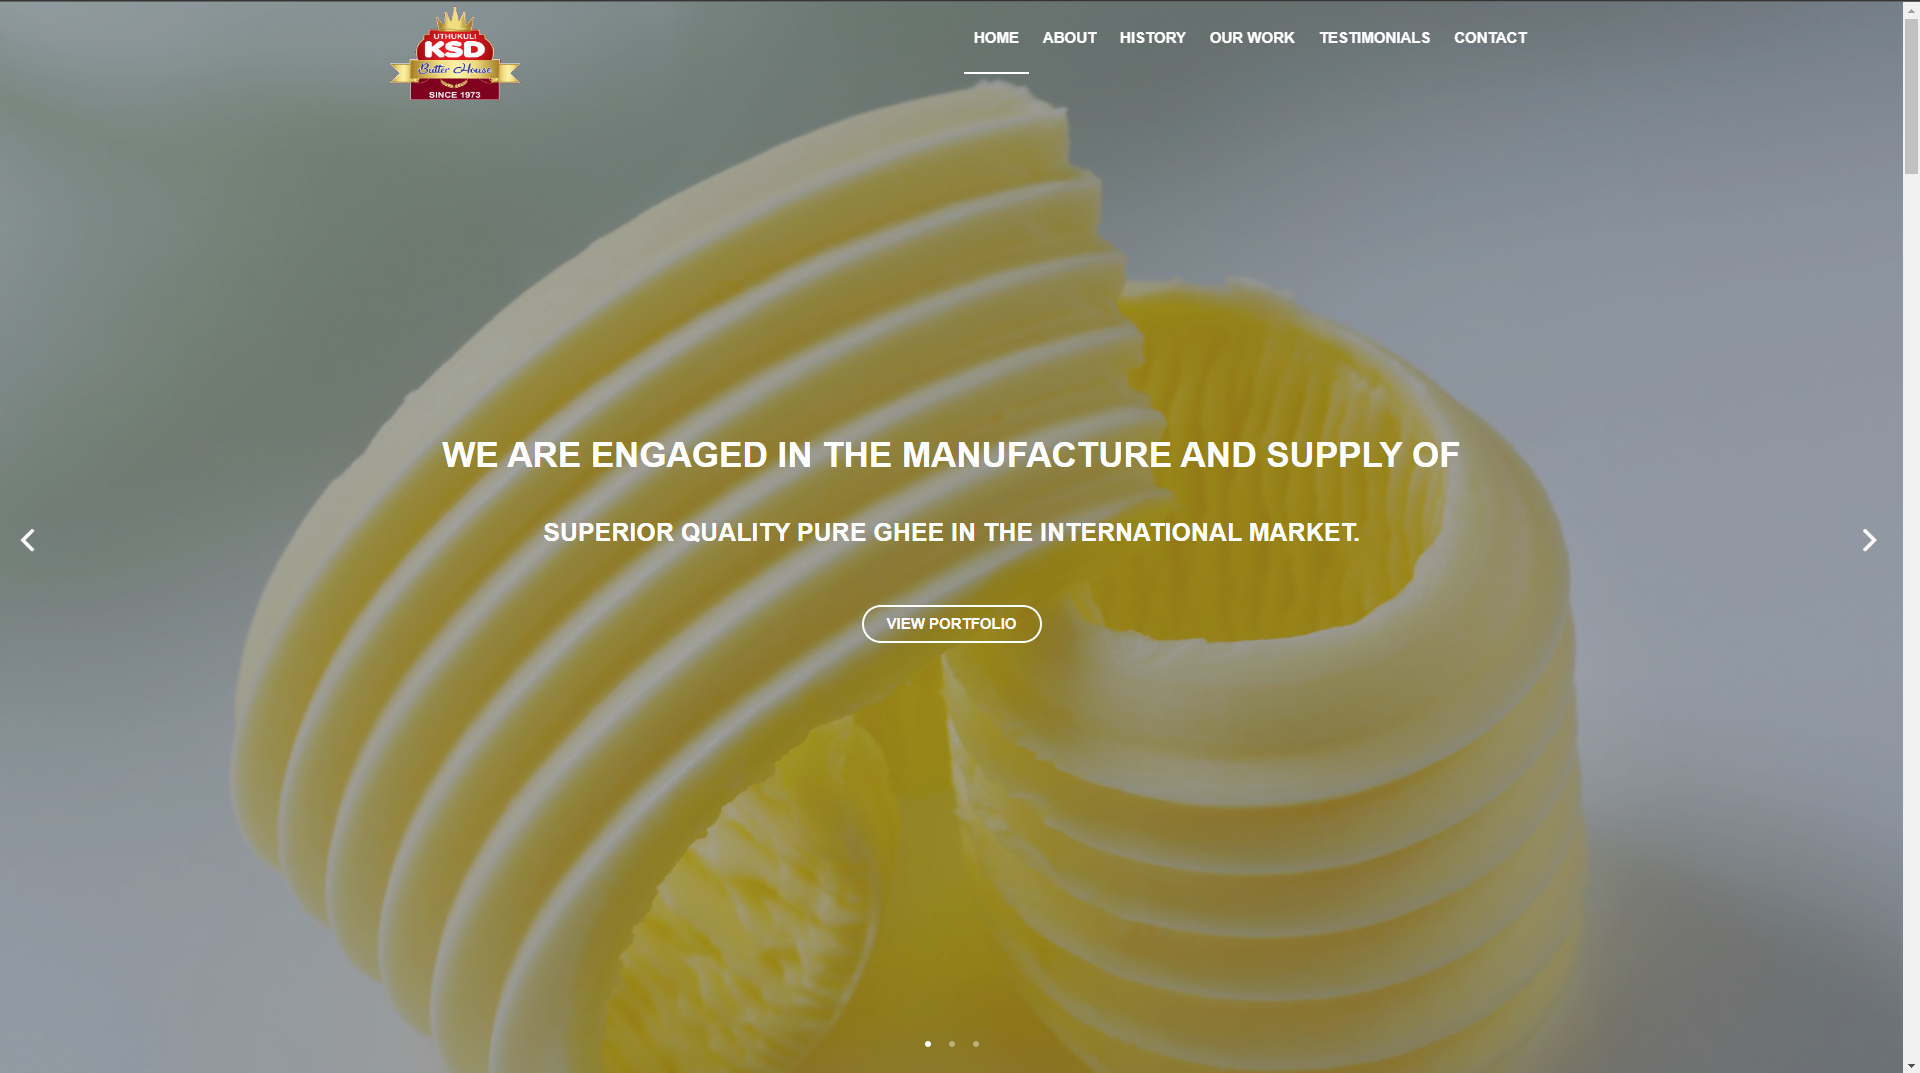 UTHUKULI
KSD
Butter House
SINCE 1973
HOME ABOUT HISTORY OUR WORK TESTIMONIALS CONTACT
WE ARE ENGAGED IN THE MANUFACTURE AND SUPPLY OF
SUPERIOR QUALITY PURE GHEE IN THE INTERNATIONAL MARKET.
VIEW PORTFOLIO